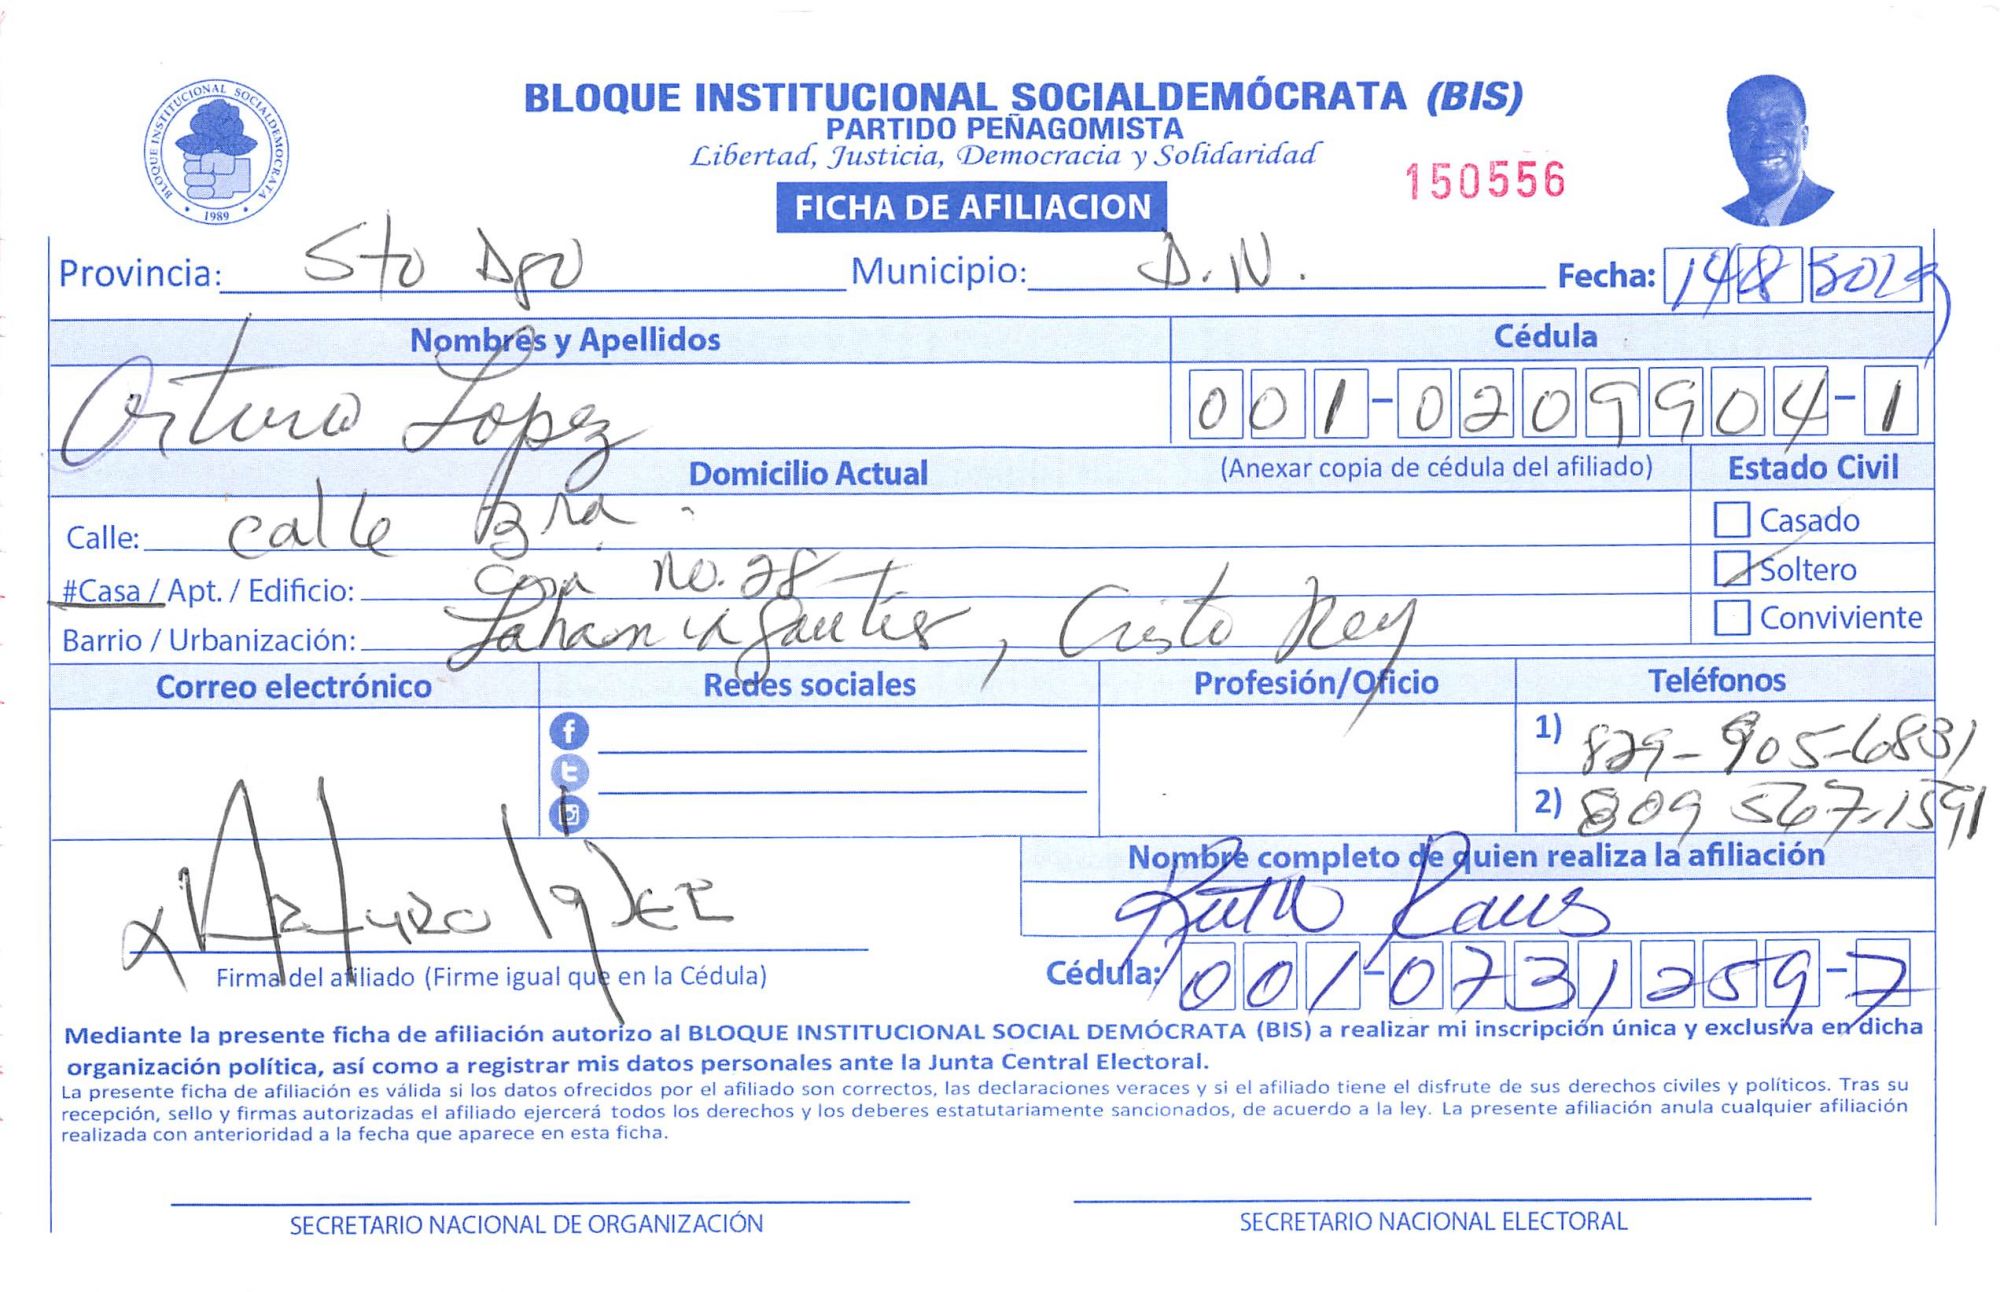 BLOQUE INSTITUCIONAL SOCIALDEMÓCRATA (BIS)
PARTIDO PEÑAGOMISTA
Libertad, Justicia, Democracia y Solidaridad
150556
FICHA DE AFILIACION
BLOQUE INSTITUCIONAL SOCIALDEMOCRATA
1989
Provincia: Sto Dgo Municipio: D.N. Fecha: 14 8
Nombres y Apellidos Cédula
Arturo Lopez 001-0209904-1
Domicilio Actual (Anexar copia de cédula del afiliado) Estado Civil
Calle: calle 3ra. Casado
#Casa / Apt. / Edificio: Casa No. 28 Soltero
Barrio / Urbanización: Gautier, Cristo Rey Conviviente
Correo electrónico Redes sociales Profesión/Oficio Teléfonos
1) 829-905-6831
2) 809 567-1591
Nombre completo de quien realiza la afiliación
Arturo
Ruth
Firma del afiliado (Firme igual que en la Cédula) Cédula: 001-0731259-7
Mediante la presente ficha de afiliación autorizo al BLOQUE INSTITUCIONAL SOCIAL DEMÓCRATA (BIS) a realizar mi inscripción única y exclusiva en dicha
organización política, así como a registrar mis datos personales ante la Junta Central Electoral.
La presente ficha de afiliación es válida si los datos ofrecidos por el afiliado son correctos, las declaraciones veraces y si el afiliado tiene el disfrute de sus derechos civiles y políticos. Tras su
recepción, sello y firmas autorizadas el afiliado ejercerá todos los derechos y los deberes estatutariamente sancionados, de acuerdo a la ley. La presente afiliación anula cualquier afiliación
realizada con anterioridad a la fecha que aparece en esta ficha.
SECRETARIO NACIONAL DE ORGANIZACIÓN SECRETARIO NACIONAL ELECTORAL